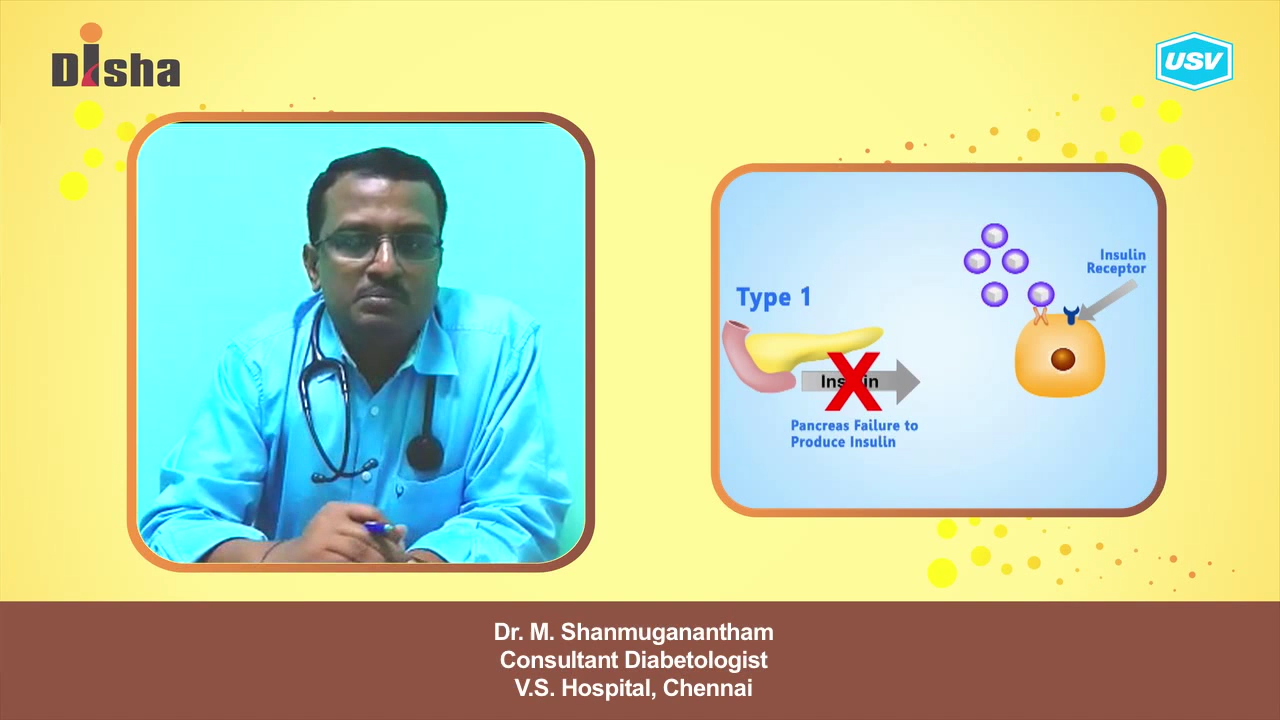 Disha
USV
Type 1
Insulin
Receptor
Insulin
Pancreas Failure to
Produce Insulin
Dr. M. Shanmuganantham
Consultant Diabetologist
V.S. Hospital, Chennai